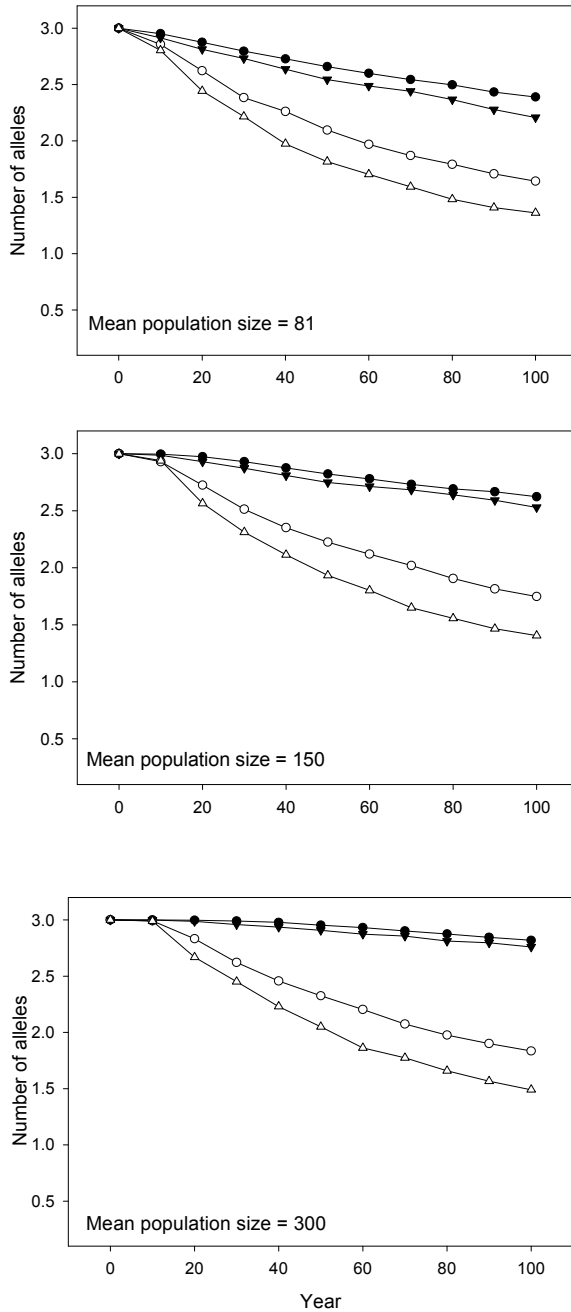 3.0
2.5
2.0
1.5
1.0
0.5
Number of alleles
Mean population size = 81
0 20 40 60 80 100
3.0
2.5
2.0
1.5
1.0
0.5
Number of alleles
Mean population size = 150
0 20 40 60 80 100
3.0
2.5
2.0
1.5
1.0
0.5
Number of alleles
Mean population size = 300
0 20 40 60 80 100
Year